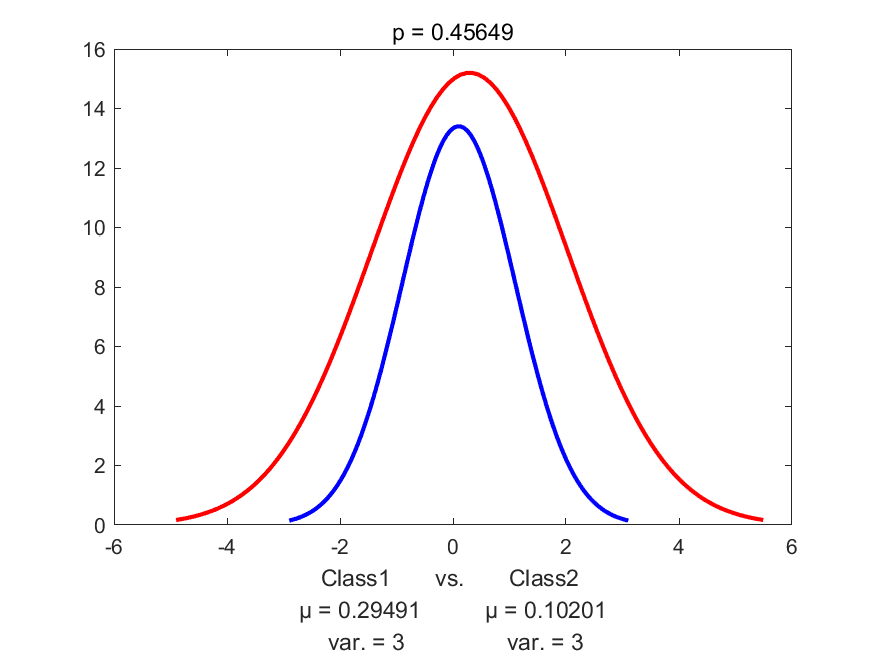 p = 0.45649
16
14
12
10
8
6
4
2
0
-6 -4 -2 0 2 4 6
Class1 vs. Class2
μ = 0.29491 μ = 0.10201
var. = 3 var. = 3